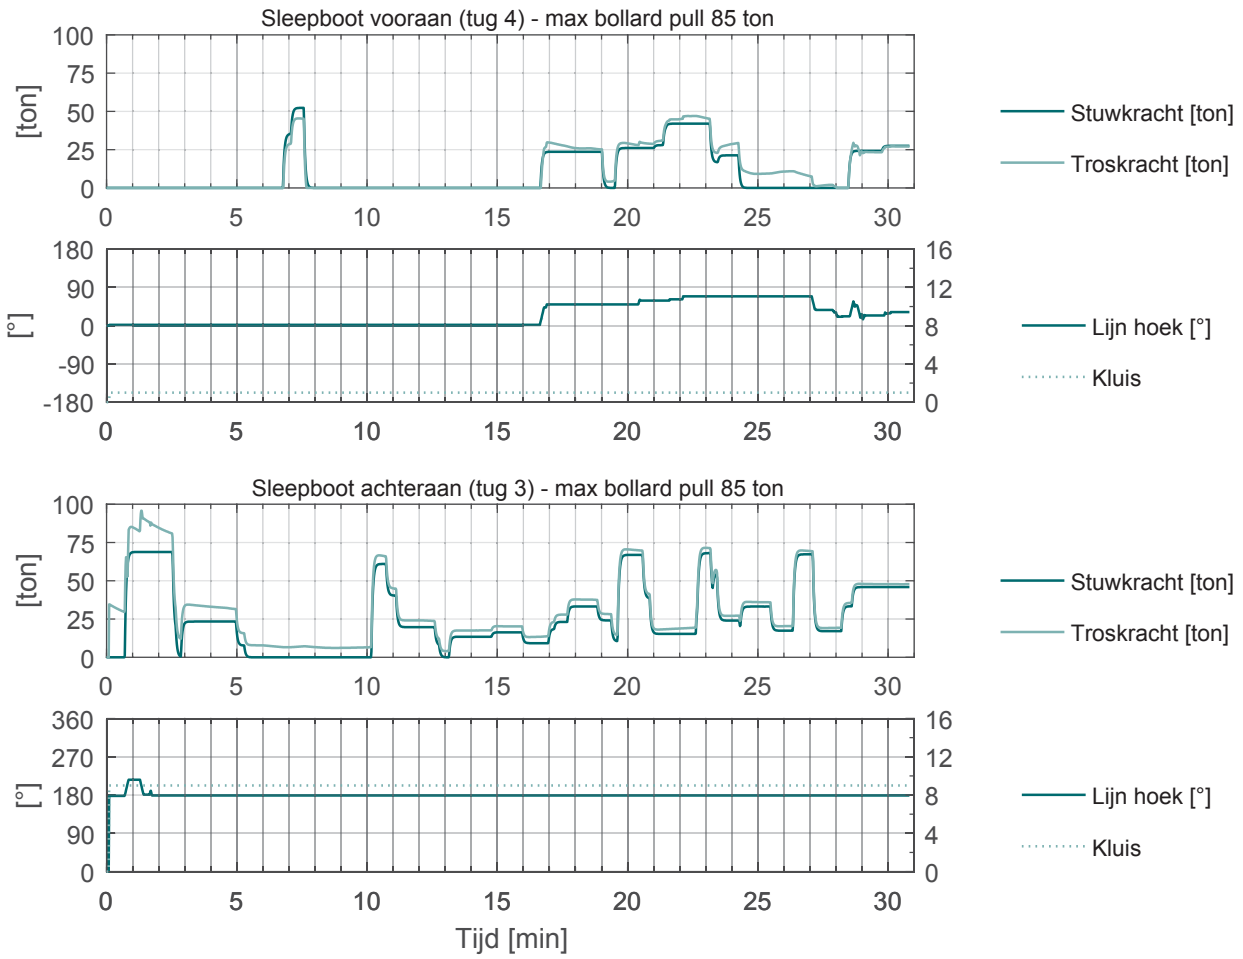 Sleepboot vooraan (tug 4) - max bollard pull 85 ton
100
75
50
25
0
[ton]
0 5 10 15 20 25 30
Stuwkracht [ton]
Troskracht [ton]
180
90
0
-90
-180
[°]
16
12
8
4
0
0 5 10 15 20 25 30
Lijn hoek [°]
Kluis
Sleepboot achteraan (tug 3) - max bollard pull 85 ton
100
75
50
25
0
[ton]
0 5 10 15 20 25 30
Stuwkracht [ton]
Troskracht [ton]
360
270
180
90
0
[°]
16
12
8
4
0
0 5 10 15 20 25 30
Lijn hoek [°]
Kluis
Tijd [min]